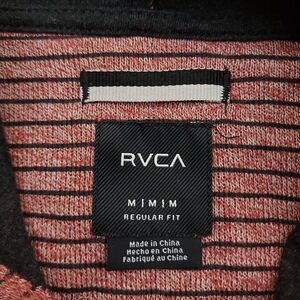 RVCA
M | M | M
REGULAR FIT
Made in China
Hecho en China
Fabriqué au Chine